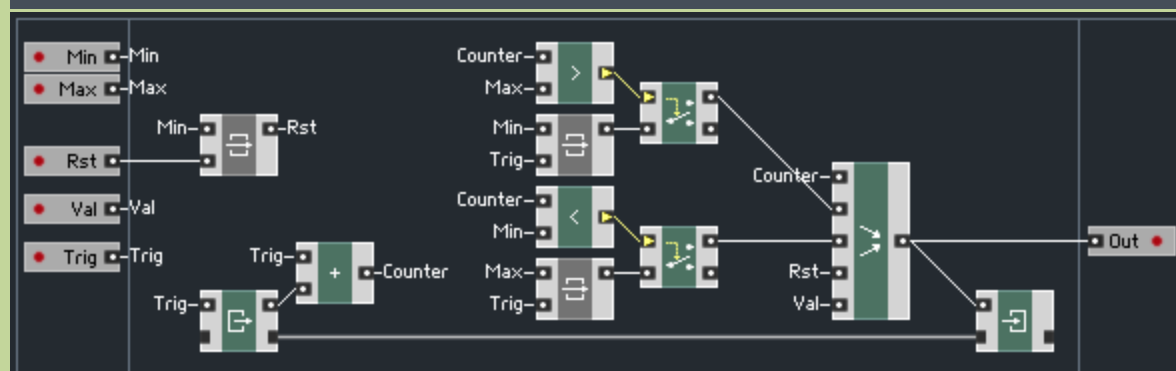 Min
Min
Max
Max
Min
Rst
Rst
Val
Val
Trig
Trig
Trig
+
Counter
Trig
Counter
>
Max
Min
Trig
Counter
<
Min
Max
Trig
Counter
Rst
Val
Out